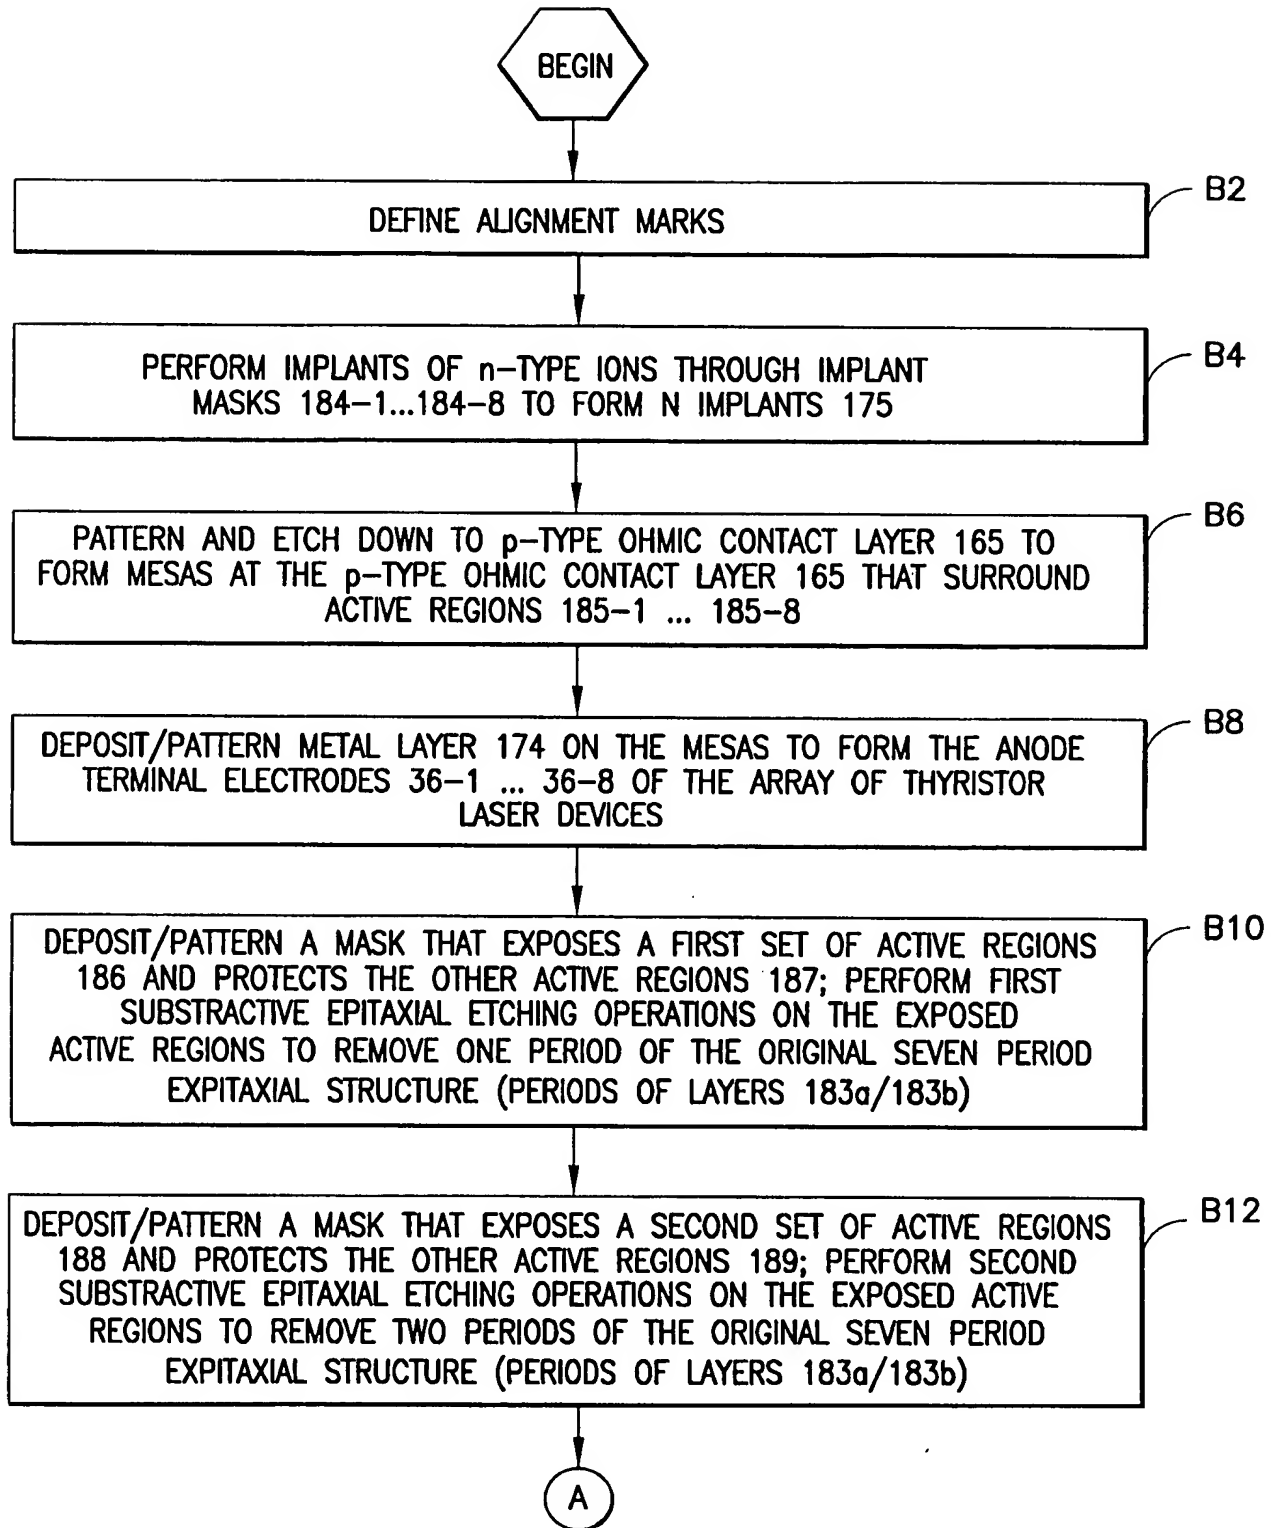 BEGIN
DEFINE ALIGNMENT MARKS
B2
PERFORM IMPLANTS OF n-TYPE IONS THROUGH IMPLANT
MASKS 184-1...184-8 TO FORM N IMPLANTS 175
B4
PATTERN AND ETCH DOWN TO p-TYPE OHMIC CONTACT LAYER 165 TO
FORM MESAS AT THE p-TYPE OHMIC CONTACT LAYER 165 THAT SURROUND
ACTIVE REGIONS 185-1 ... 185-8
B6
DEPOSIT/PATTERN METAL LAYER 174 ON THE MESAS TO FORM THE ANODE
TERMINAL ELECTRODES 36-1 ... 36-8 OF THE ARRAY OF THYRISTOR
LASER DEVICES
B8
DEPOSIT/PATTERN A MASK THAT EXPOSES A FIRST SET OF ACTIVE REGIONS
186 AND PROTECTS THE OTHER ACTIVE REGIONS 187; PERFORM FIRST
SUBSTRACTIVE EPITAXIAL ETCHING OPERATIONS ON THE EXPOSED
ACTIVE REGIONS TO REMOVE ONE PERIOD OF THE ORIGINAL SEVEN PERIOD
EXPITAXIAL STRUCTURE (PERIODS OF LAYERS 183a/183b)
B10
DEPOSIT/PATTERN A MASK THAT EXPOSES A SECOND SET OF ACTIVE REGIONS
188 AND PROTECTS THE OTHER ACTIVE REGIONS 189; PERFORM SECOND
SUBSTRACTIVE EPITAXIAL ETCHING OPERATIONS ON THE EXPOSED ACTIVE
REGIONS TO REMOVE TWO PERIODS OF THE ORIGINAL SEVEN PERIOD
EXPITAXIAL STRUCTURE (PERIODS OF LAYERS 183a/183b)
B12
A